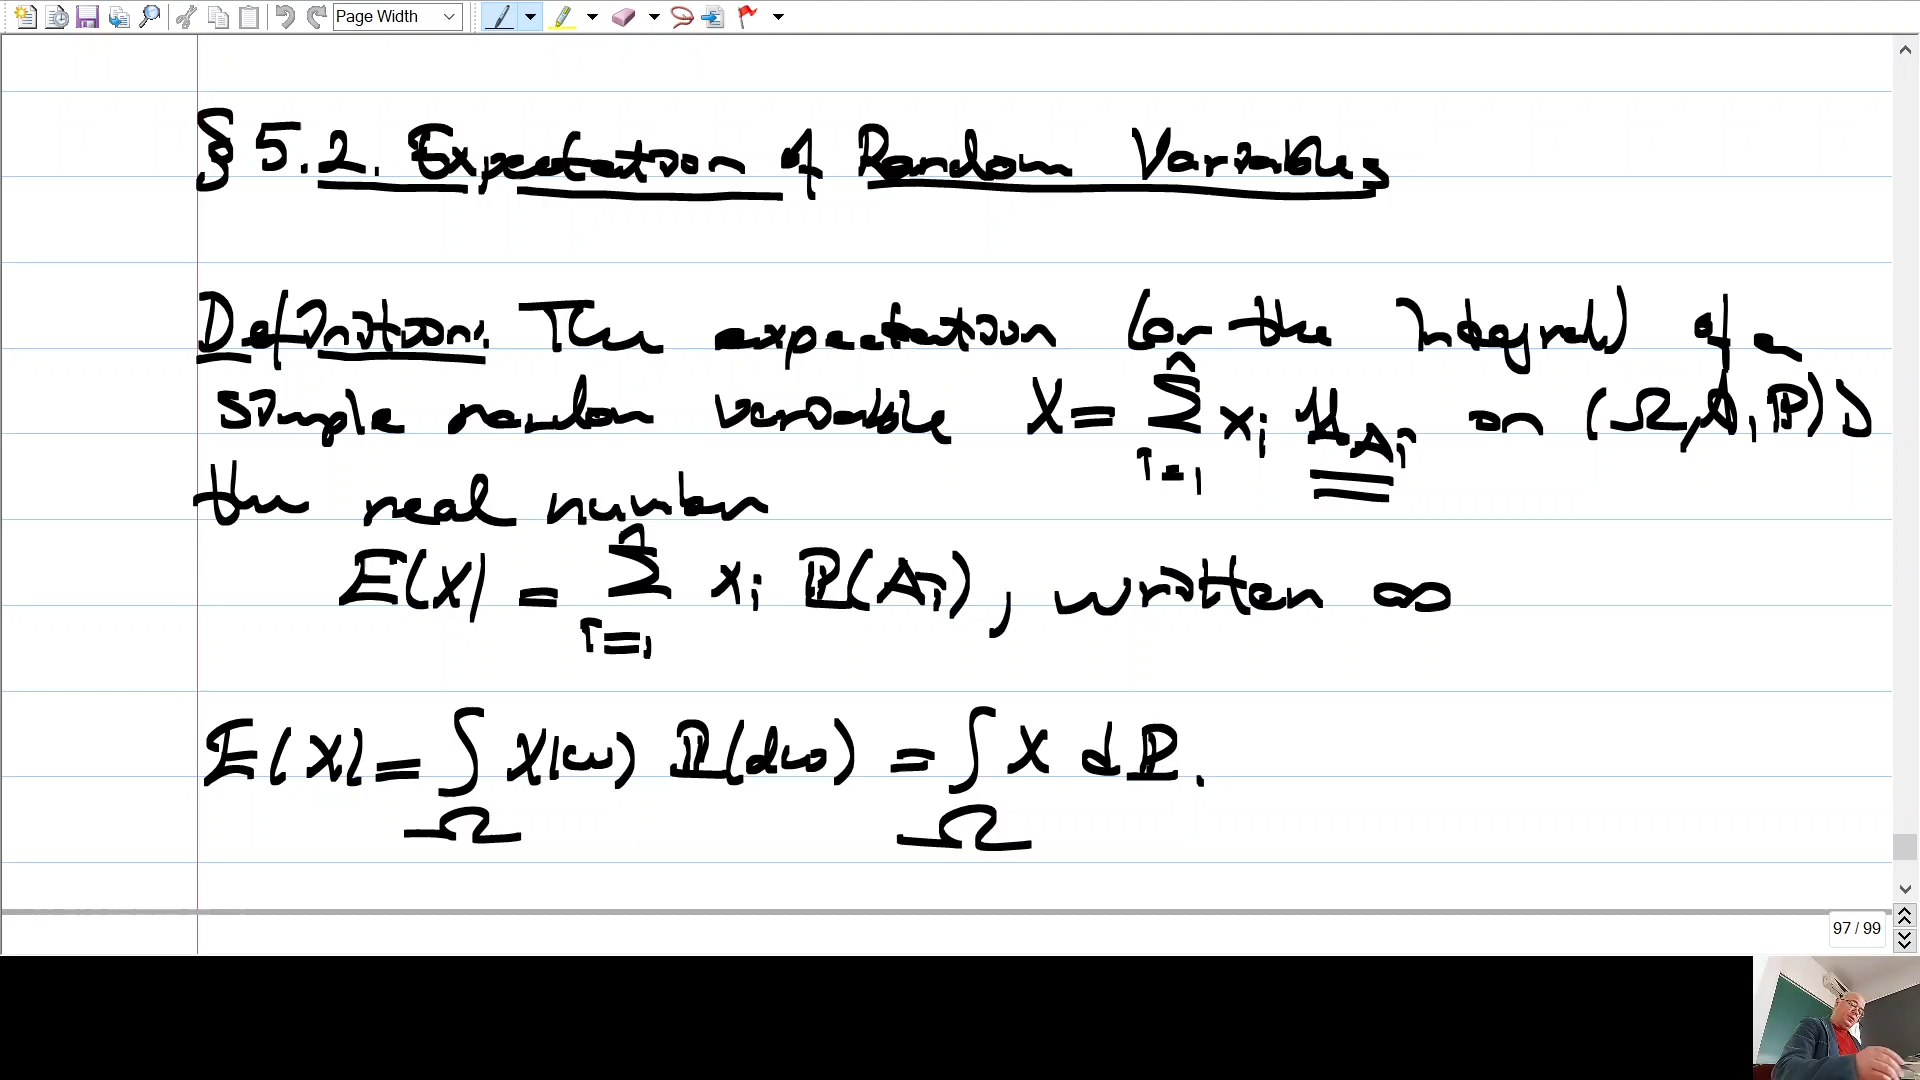 Page Width
§ 5.2. Expectation of Random Variables
Definition: The expectation (or the integral) of a
simple random variable X = ∑_{i=1}^{n} x_i 𝟙_{A_i} on (Ω, 𝒜, ℙ) is
the real number
E(X) = ∑_{i=1}^{n} x_i ℙ(A_i), written as
E(X) = ∫_Ω X(ω) ℙ(dω) = ∫_Ω X dℙ.
97 / 99